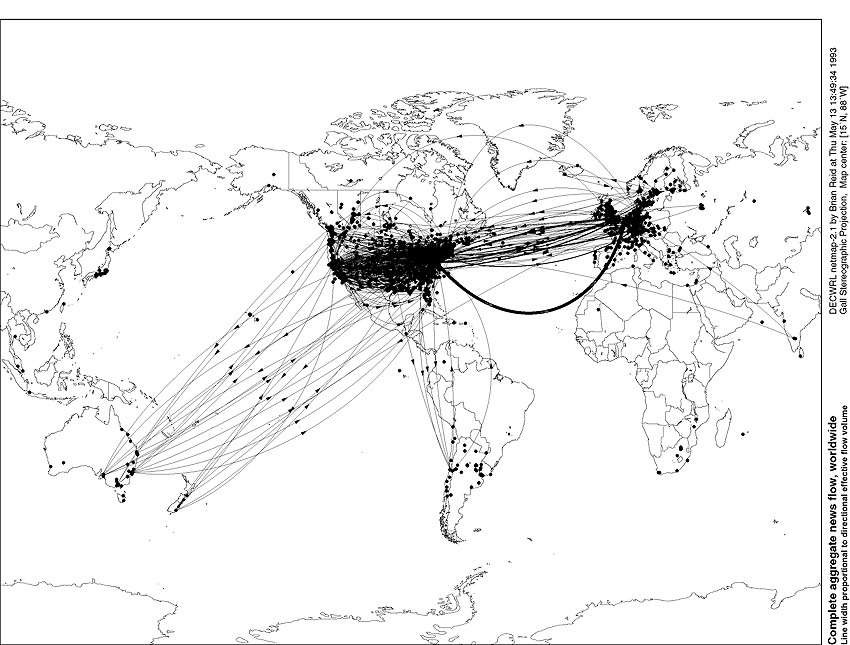 DECWRL netmap-2.1 by Brian Reid at Thu May 13 13:49:34 1993
Gall Stereographic Projection, Map center: [15°N, 88°W]
Complete aggregate news flow, worldwide
Line width proportional to directional effective flow volume